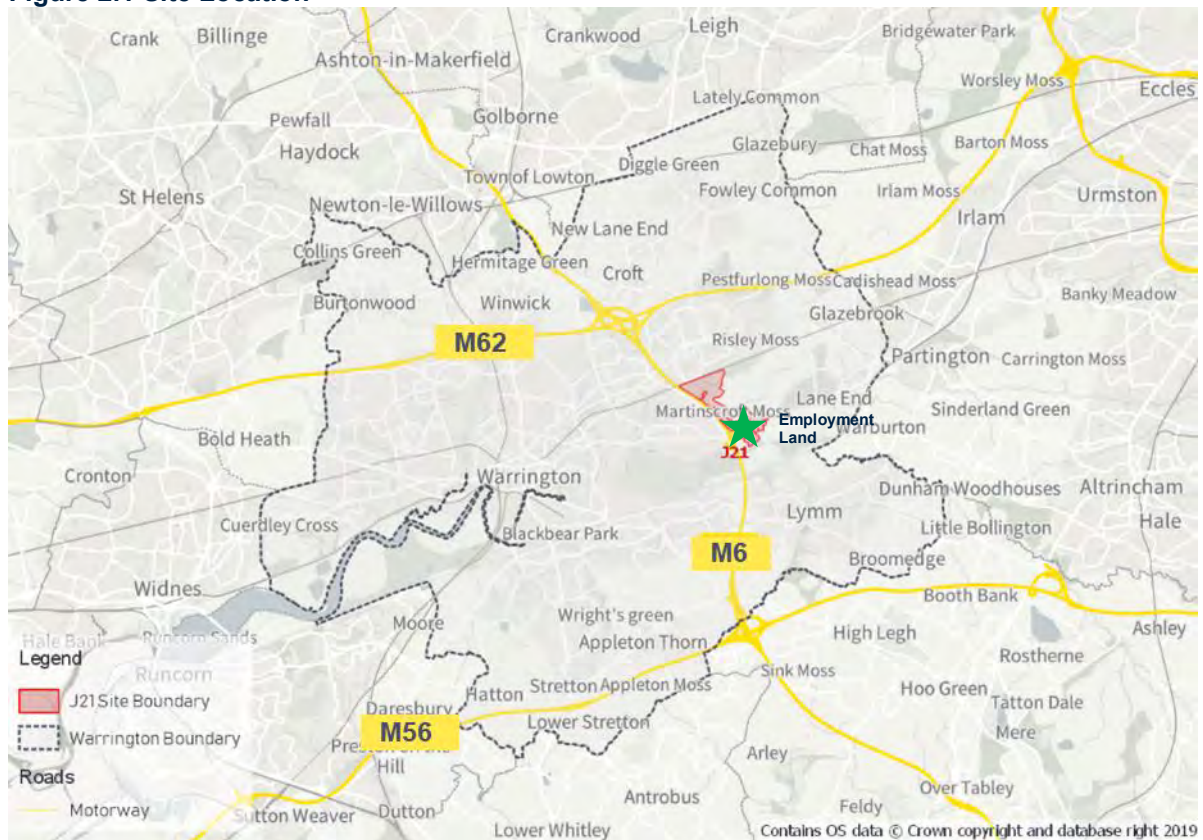 Figure 2.1 Site Location
Crank
Billinge
Crankwood
Leigh
Bridgewater Park
Ashton-in-Makerfield
Worsley Moss
Eccles
Lately Common
Golborne
Pewfall
Haydock
Glazebury
Chat Moss
Barton Moss
Diggle Green
Town of Lowton
Fowley Common
Irlam Moss
Urmston
St Helens
Newton-le-Willows
Irlam
New Lane End
Collins Green
Hermitage Green
Croft
Pestfurlong Moss
Cadishead Moss
Burtonwood
Winwick
Banky Meadow
Glazebrook
M62
Risley Moss
Partington
Carrington Moss
Lane End
Martinscroft Moss
Sinderland Green
Employment
Land
Warburton
Bold Heath
J21
Cronton
Warrington
Dunham Woodhouses
Altrincham
Lymm
Hale
Cuerdley Cross
Blackbear Park
Little Bollington
M6
Broomedge
Widnes
Booth Bank
Wright's green
Moore
Appleton Thorn
High Legh
Ashley
Hale Bank
Runcorn Sands
Legend
Rostherne
Runcorn
Sink Moss
Stretton
Appleton Moss
Hoo Green
J21 Site Boundary
Hatton
Tatton Dale
Daresbury
Lower Stretton
Mere
Warrington Boundary
M56
Hill
Arley
Roads
Over Tabley
Antrobus
Motorway
Dutton
Feldy
Sutton Weaver
Lower Whitley
Contains OS data © Crown copyright and database right 2019